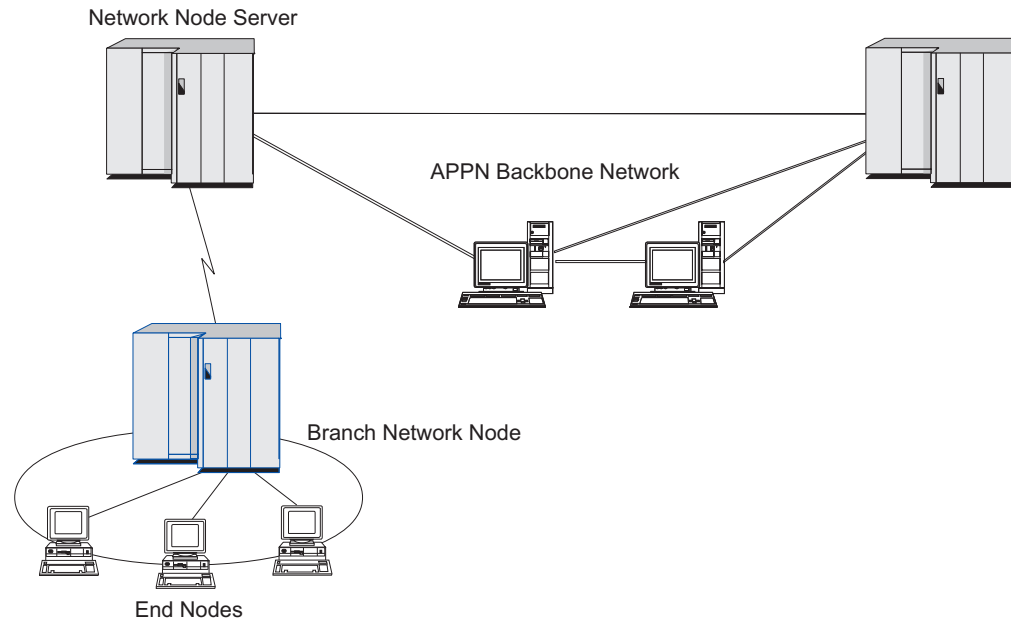 Network Node Server
APPN Backbone Network
Branch Network Node
End Nodes